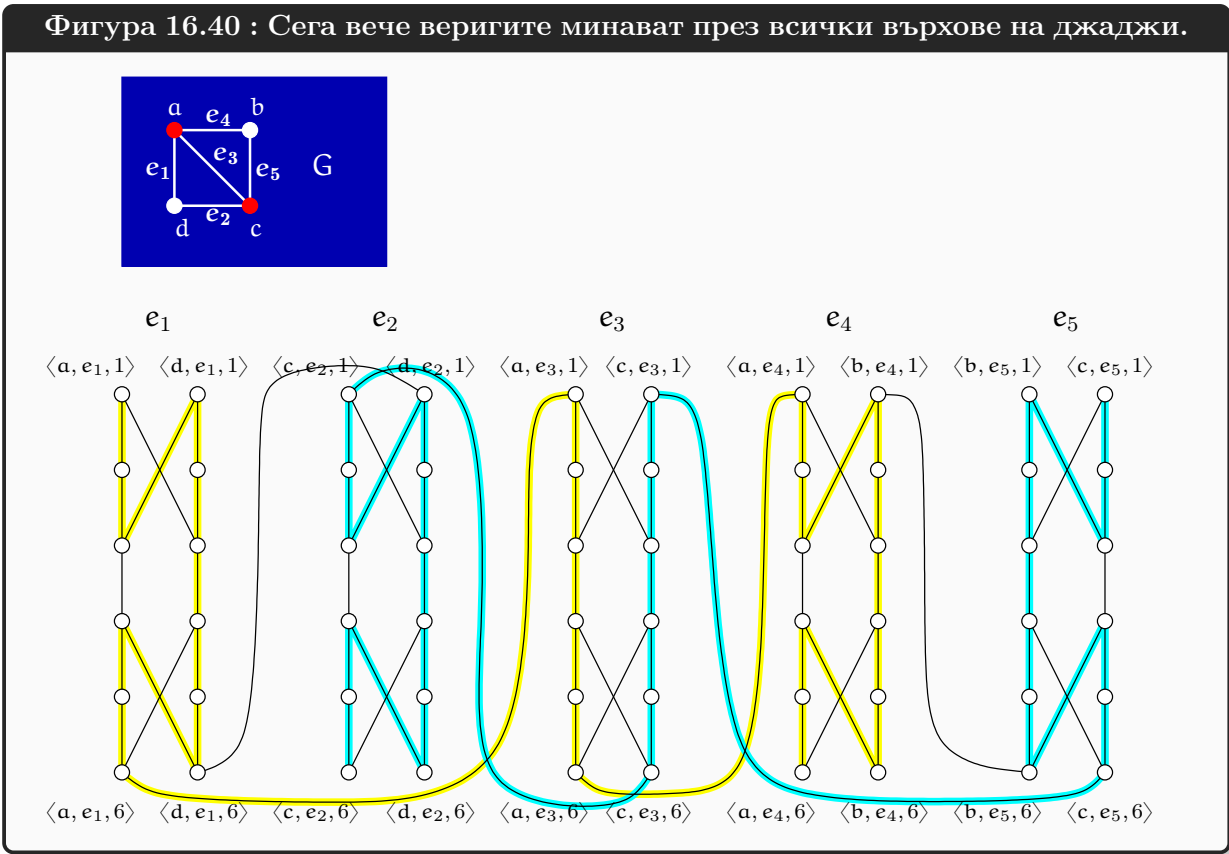 Фигура 16.40 : Сега вече веригите минават през всички върхове на джаджи.
a e₄ b
e₁ e₃ e₅ G
e₂
d c
e₁ e₂ e₃ e₄ e₅
⟨a, e₁, 1⟩ ⟨d, e₁, 1⟩ ⟨c, e₂, 1⟩ ⟨d, e₂, 1⟩ ⟨a, e₃, 1⟩ ⟨c, e₃, 1⟩ ⟨a, e₄, 1⟩ ⟨b, e₄, 1⟩ ⟨b, e₅, 1⟩ ⟨c, e₅, 1⟩
⟨a, e₁, 6⟩ ⟨d, e₁, 6⟩ ⟨c, e₂, 6⟩ ⟨d, e₂, 6⟩ ⟨a, e₃, 6⟩ ⟨c, e₃, 6⟩ ⟨a, e₄, 6⟩ ⟨b, e₄, 6⟩ ⟨b, e₅, 6⟩ ⟨c, e₅, 6⟩